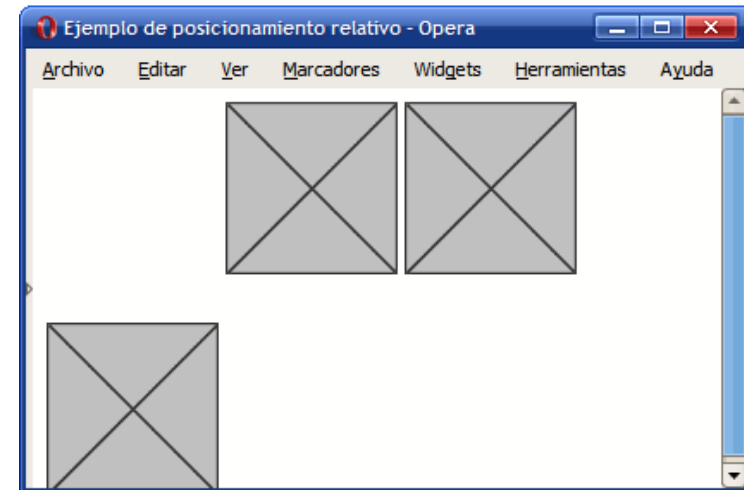 Ejemplo de posicionamiento relativo - Opera
Archivo Editar Ver Marcadores Widgets Herramientas Ayuda